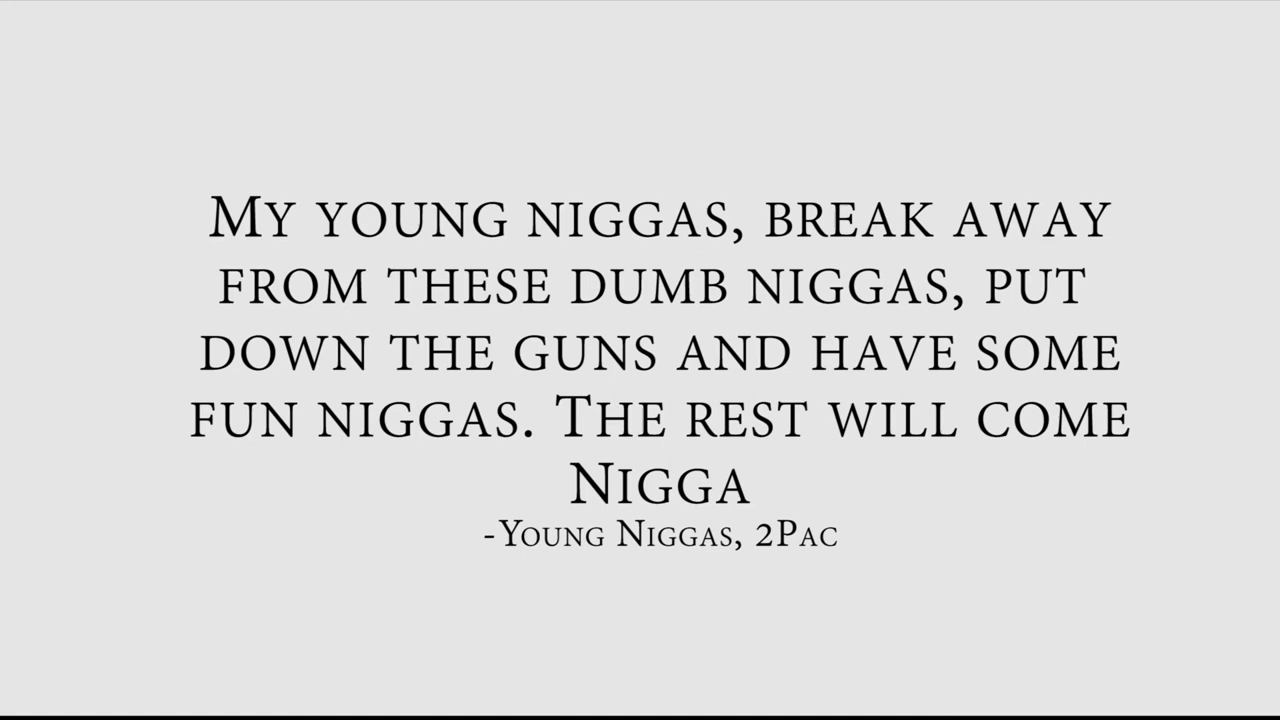 My young niggas, break away
from these dumb niggas, put
down the guns and have some
fun niggas. The rest will come
Nigga
-Young Niggas, 2Pac